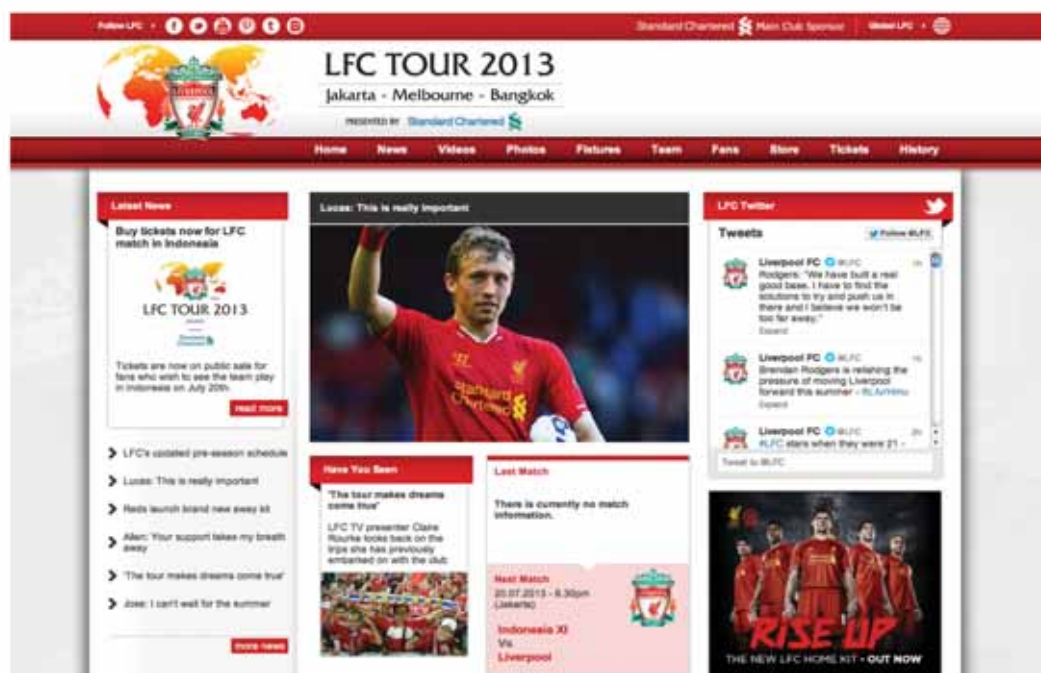 Follow LFC
Standard Chartered Main Club Sponsor
Global LFC
LFC TOUR 2013
Jakarta - Melbourne - Bangkok
PRESENTED BY Standard Chartered
Home News Videos Photos Fixtures Team Fans Store Tickets History
Latest News
Buy tickets now for LFC
match in Indonesia
LFC TOUR 2013
Tickets are now on public sale for
fans who wish to see the team play
in Indonesia on July 20th
read more
LFC's updated pre-season schedule
Lucas: This is really important
Reds launch brand new away kit
Allen: Your support takes my breath
away
'The tour makes dreams come true'
Jose: I can't wait for the summer
more news
Lucas: This is really important
Standard
Chartered
Have You Seen
'The tour makes dreams
come true'
LFC TV presenter Claire
Rourke looks back on the
trips she has previously
embarked on with the club
Last Match
There is currently no match
information.
Next Match
20.07.2013 - 8.30pm
(Jakarta)
Indonesia XI
Vs
Liverpool
LFC Twitter
Tweets
Follow @LFC
Liverpool FC @LFC
Rodgers: "We have built a real
good base. I have to find the
solutions to try and push us in
there and I believe we won't be
too far away."
Expand
Liverpool FC @LFC
Brendan Rodgers is relishing the
pressure of moving Liverpool
forward this summer -
Expand
Liverpool FC @LFC
#LFC stars when they were 21 -
Tweet to @LFC
RISE UP
THE NEW LFC HOME KIT - OUT NOW